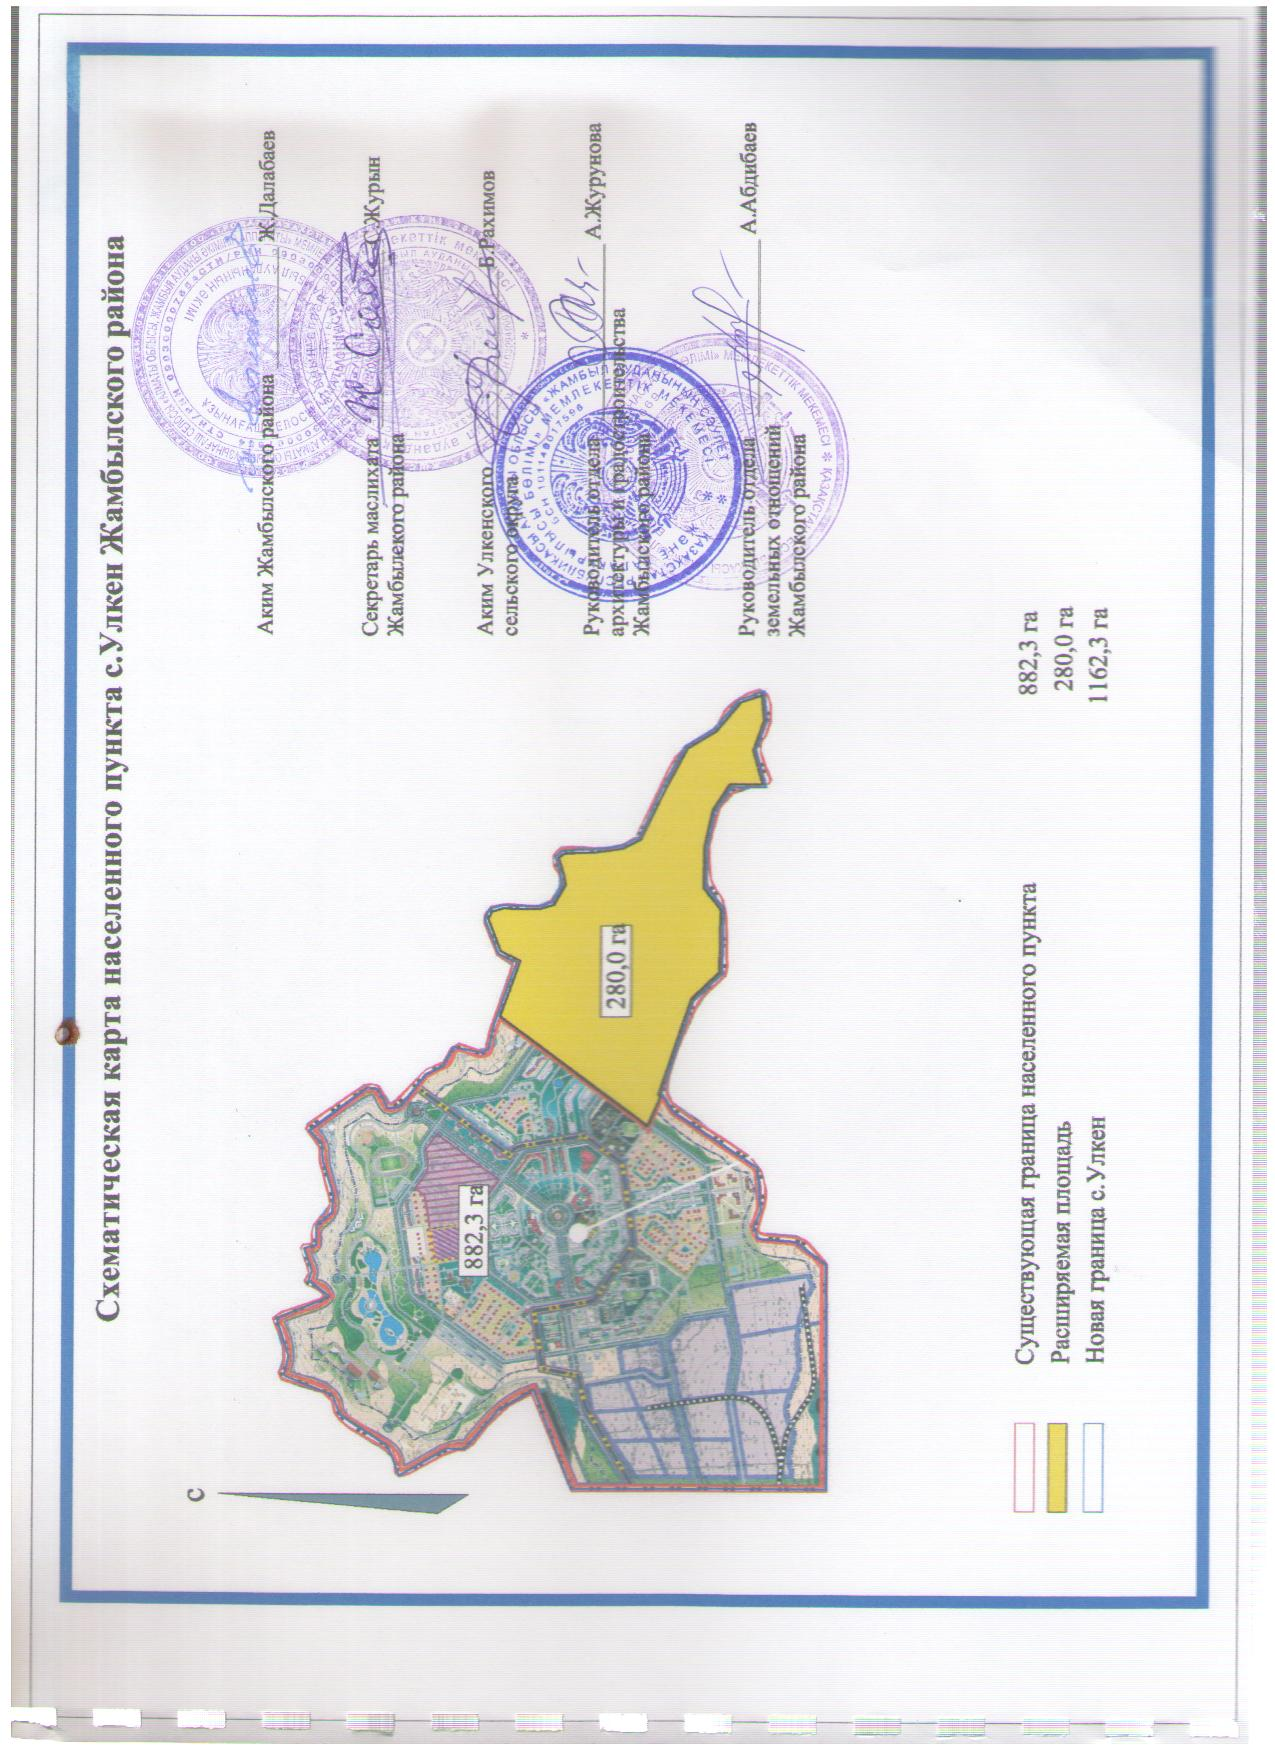 Схематическая карта населенного пункта с.Улкен Жамбылского района
Аким Жамбылского района Ж.Далабаев
Секретарь маслихата С.Журын
Жамбылского района
Аким Улкенского Б.Рахимов
сельского округа
Руководитель отдела А.Журунова
архитектуры и градостроительства
Жамбылского района
Руководитель отдела А.Абдибаев
земельных отношений
Жамбылского района
С
882,3 га
280,0 га
Существующая граница населенного пункта 882,3 га
Расширяемая площадь 280,0 га
Новая граница с.Улкен 1162,3 га